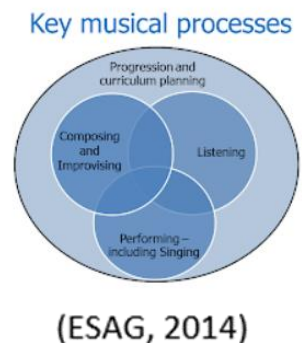 Key musical processes
Progression and
curriculum planning
Composing
and
Improvising
Listening
Performing –
including Singing
(ESAG, 2014)